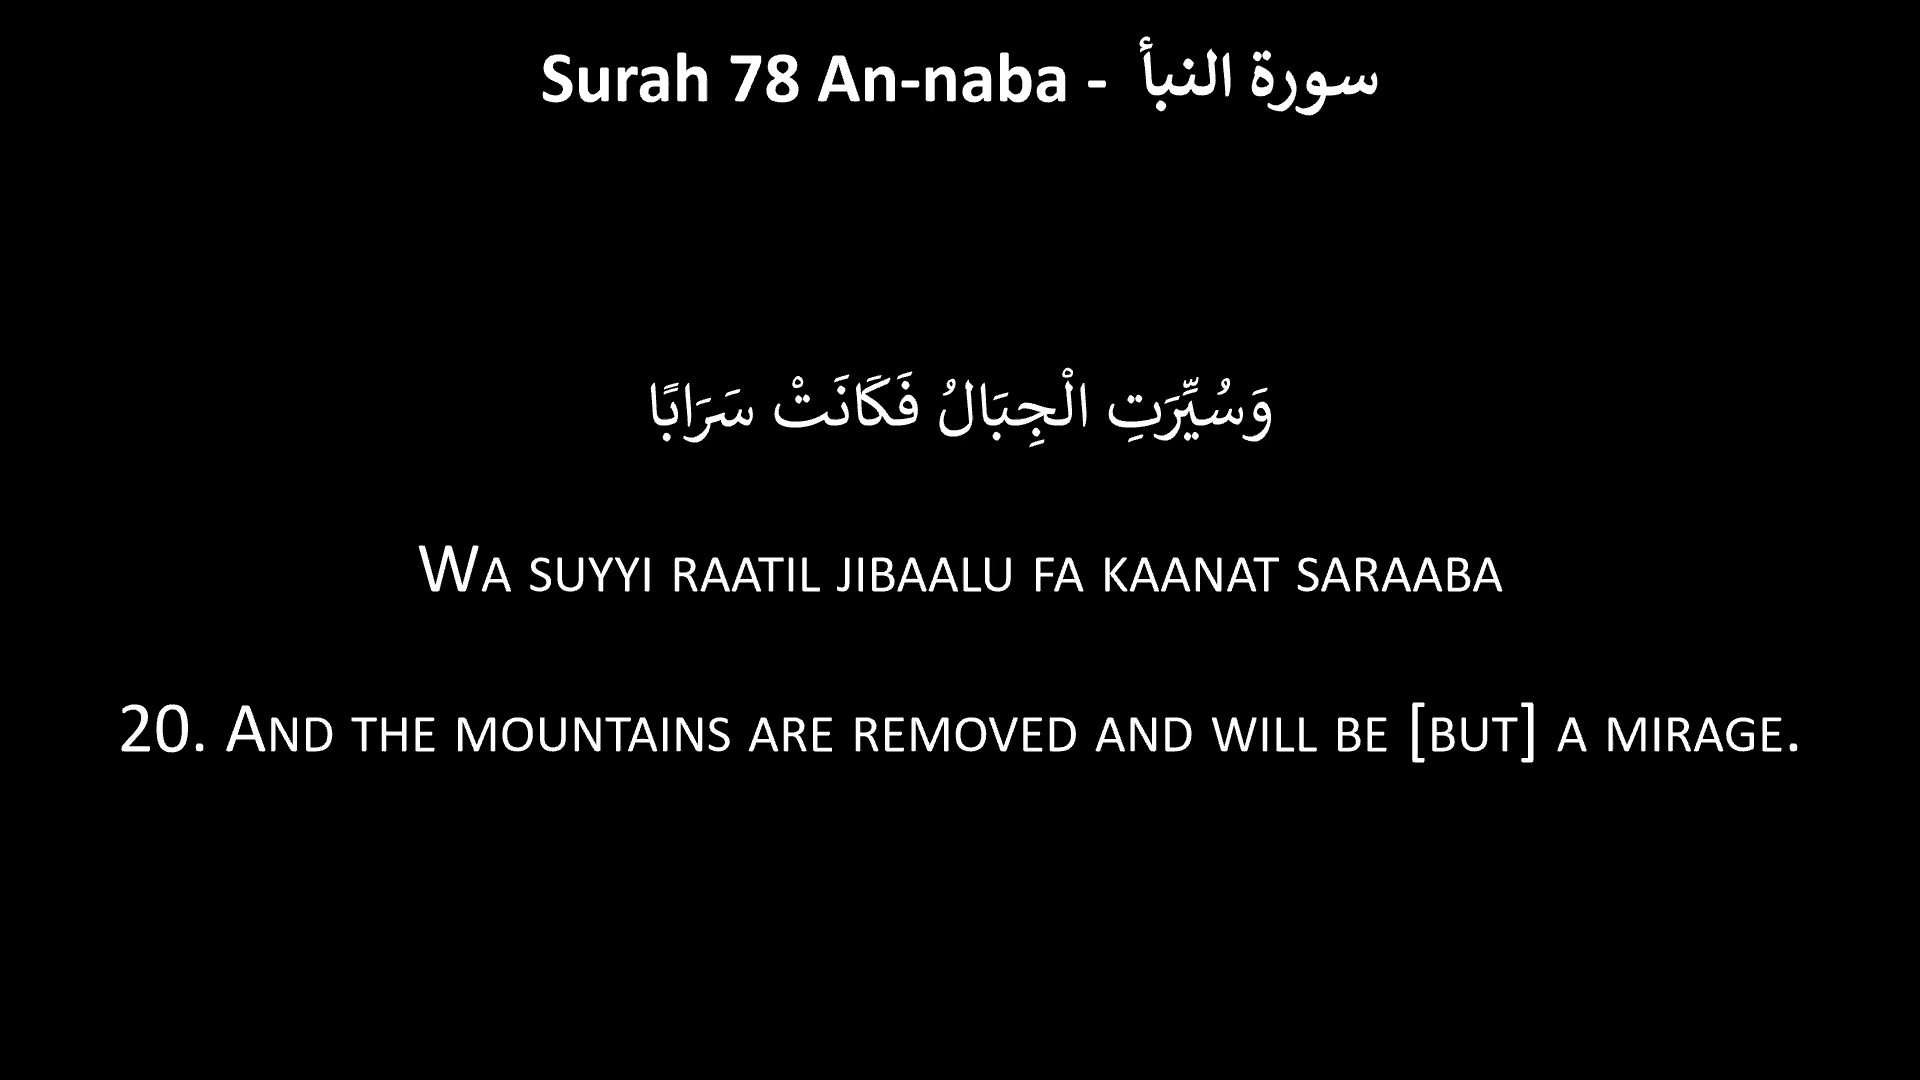 Surah 78 An-naba - سورة النبأ
وَسُيِّرَتِ الْجِبَالُ فَكَانَتْ سَرَابًا
Wa suyyi raatil jibaalu fa kaanat saraaba
20. And the mountains are removed and will be [but] a mirage.